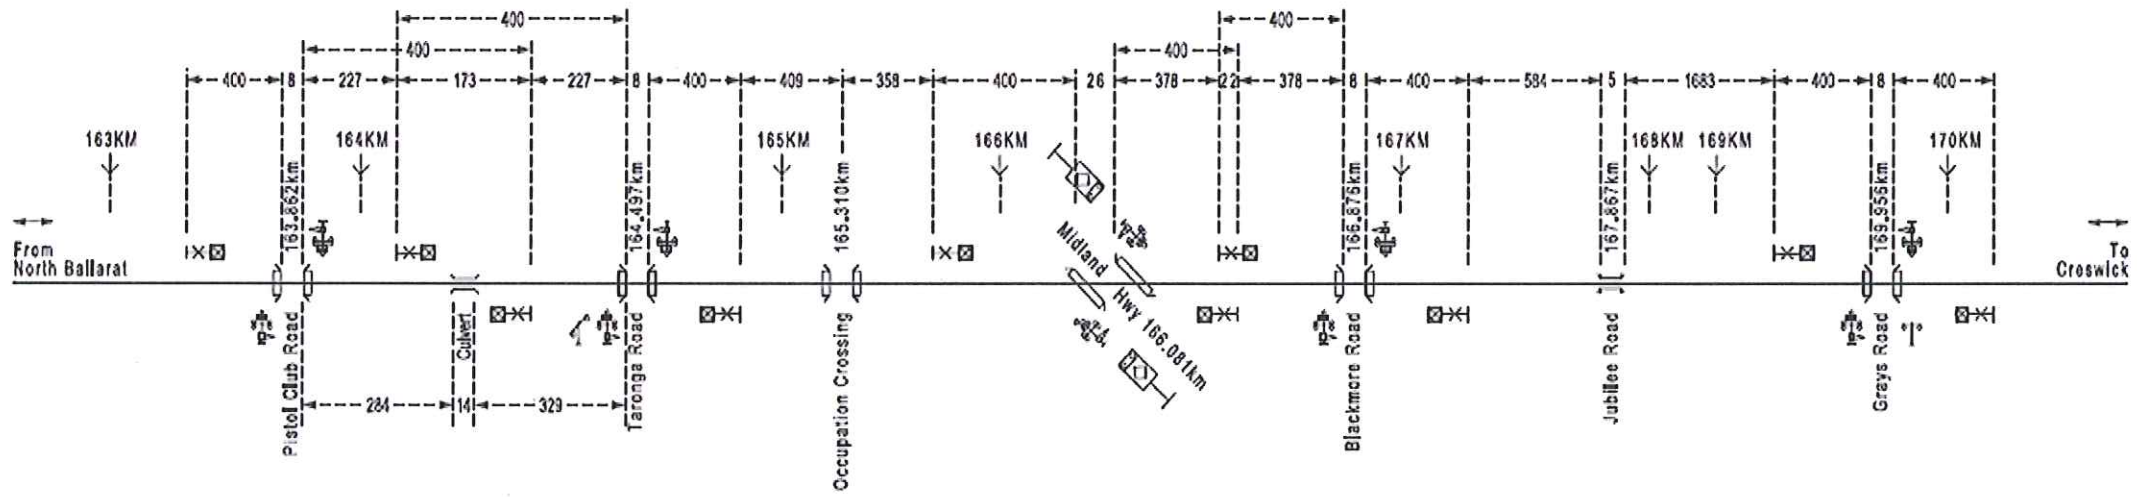 400 400
400 400
400 8 227 173 227 8 400 409 358 400 26 378 22 378 8 400 584 5 1683 400 8 400
163KM 164KM 165KM 166KM 167KM 168KM 169KM 170KM
163.862km 164.497km 165.310km 166.876km 167.867km 169.956km
From
North Ballarat
To
Creswick
Midland
Hwy 166.081km
Pistol Club Road
Culvert
Taronga Road
Occupation Crossing
Blackmore Road
Jubilee Road
Grays Road
284 14 329